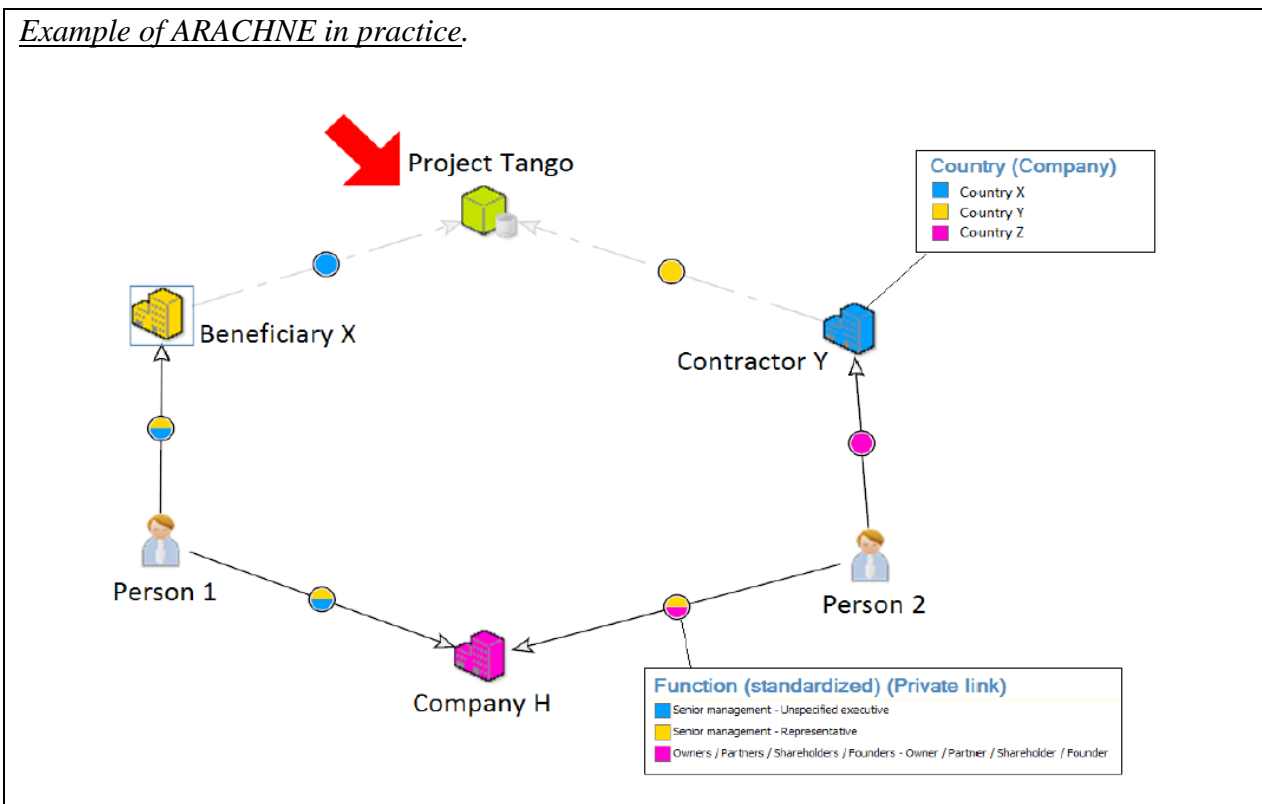 Example of ARACHNE in practice.
Project Tango
Country (Company)
Country X
Country Y
Country Z
Beneficiary X
Contractor Y
Person 1
Person 2
Company H
Function (standardized) (Private link)
Senior management - Unspecified executive
Senior management - Representative
Owners / Partners / Shareholders / Founders - Owner / Partner / Shareholder / Founder